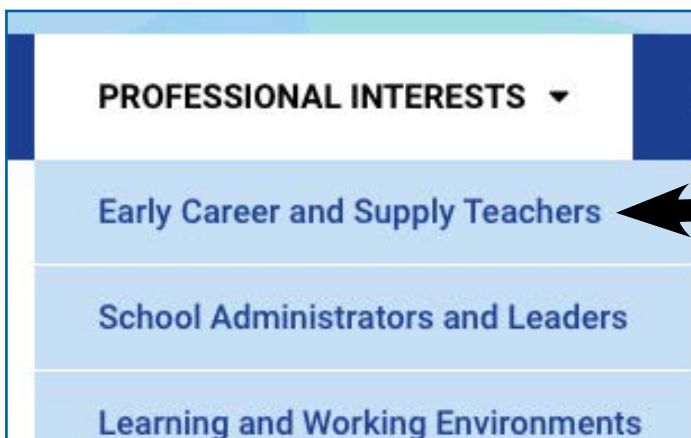 PROFESSIONAL INTERESTS
Early Career and Supply Teachers
School Administrators and Leaders
Learning and Working Environments